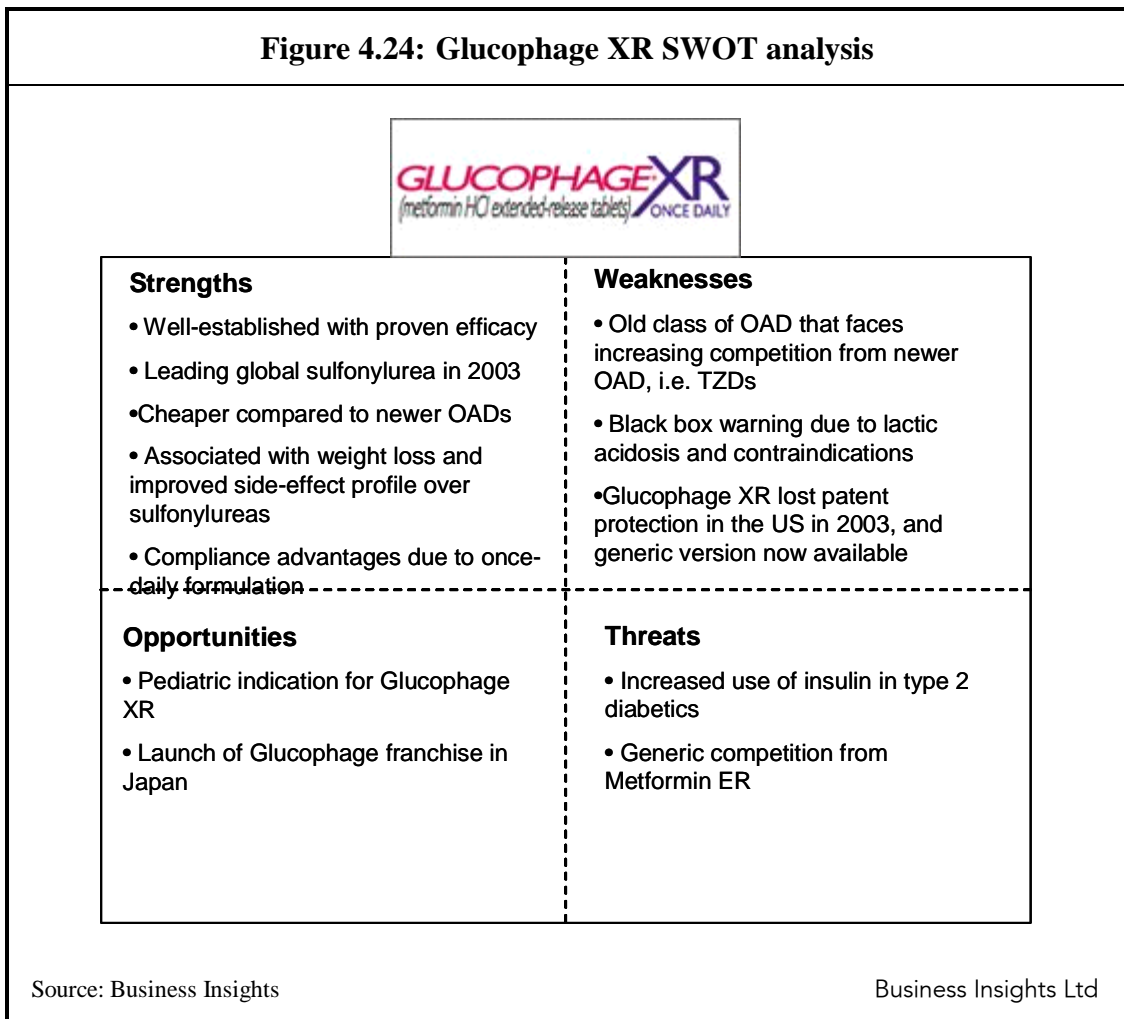 Figure 4.24: Glucophage XR SWOT analysis
GLUCOPHAGE XR
(metformin HCl extended-release tablets) ONCE DAILY
Strengths
• Well-established with proven efficacy
• Leading global sulfonylurea in 2003
•Cheaper compared to newer OADs
• Associated with weight loss and
improved side-effect profile over
sulfonylureas
• Compliance advantages due to once-
daily formulation
Weaknesses
• Old class of OAD that faces
increasing competition from newer
OAD, i.e. TZDs
• Black box warning due to lactic
acidosis and contraindications
•Glucophage XR lost patent
protection in the US in 2003, and
generic version now available
Opportunities
• Pediatric indication for Glucophage
XR
• Launch of Glucophage franchise in
Japan
Threats
• Increased use of insulin in type 2
diabetics
• Generic competition from
Metformin ER
Source: Business Insights
Business Insights Ltd